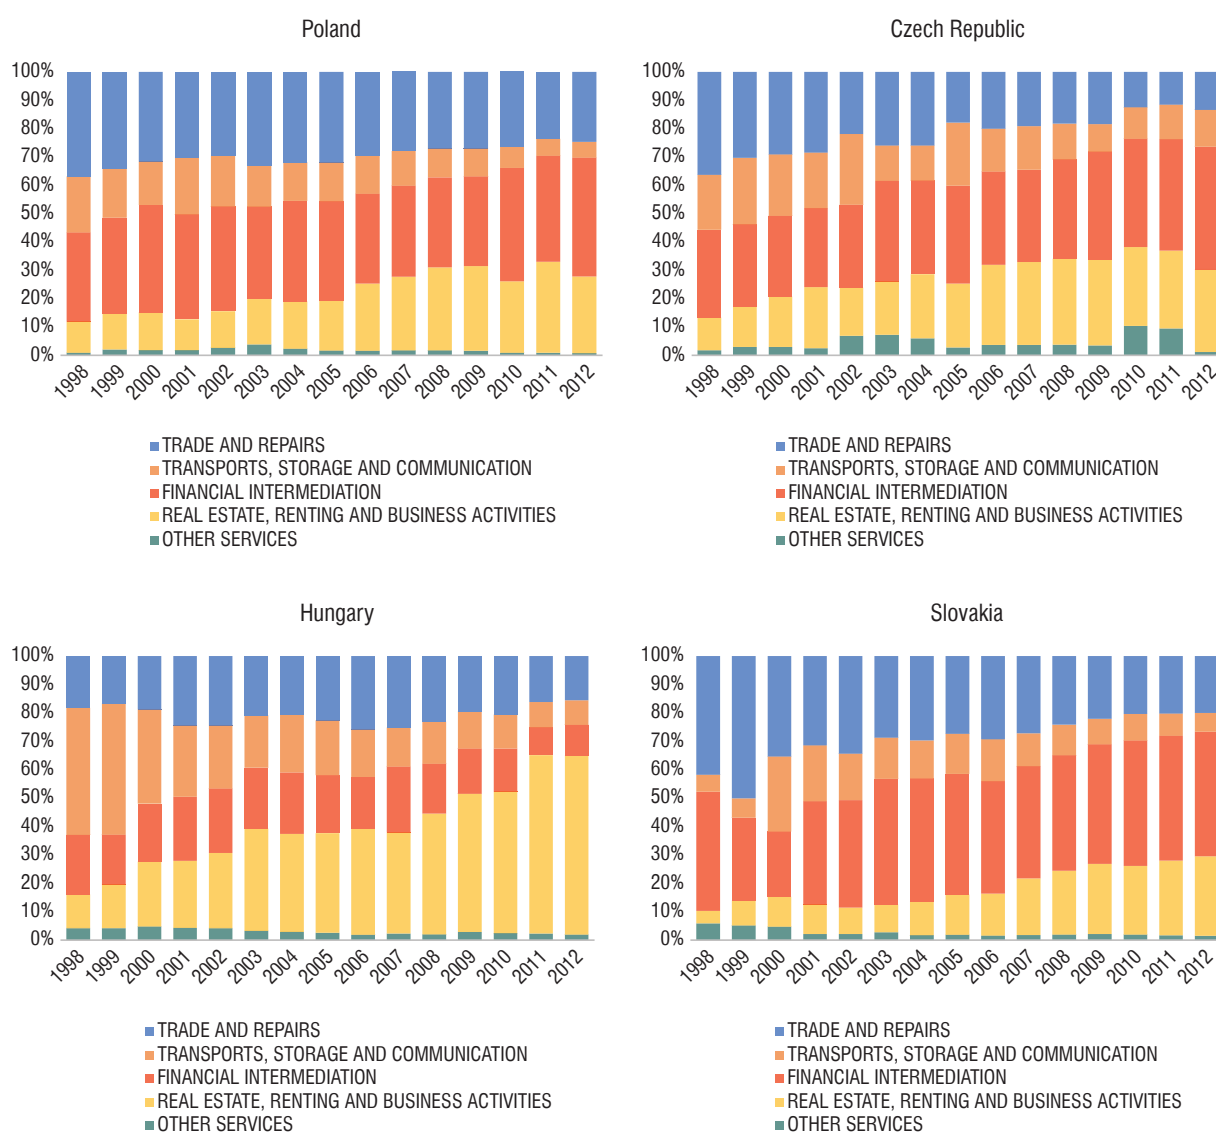 Poland
100%
90%
80%
70%
60%
50%
40%
30%
20%
10%
0%
1998 1999 2000 2001 2002 2003 2004 2005 2006 2007 2008 2009 2010 2011 2012
TRADE AND REPAIRS
TRANSPORTS, STORAGE AND COMMUNICATION
FINANCIAL INTERMEDIATION
REAL ESTATE, RENTING AND BUSINESS ACTIVITIES
OTHER SERVICES
Czech Republic
100%
90%
80%
70%
60%
50%
40%
30%
20%
10%
0%
1998 1999 2000 2001 2002 2003 2004 2005 2006 2007 2008 2009 2010 2011 2012
TRADE AND REPAIRS
TRANSPORTS, STORAGE AND COMMUNICATION
FINANCIAL INTERMEDIATION
REAL ESTATE, RENTING AND BUSINESS ACTIVITIES
OTHER SERVICES
Hungary
100%
90%
80%
70%
60%
50%
40%
30%
20%
10%
0%
1998 1999 2000 2001 2002 2003 2004 2005 2006 2007 2008 2009 2010 2011 2012
TRADE AND REPAIRS
TRANSPORTS, STORAGE AND COMMUNICATION
FINANCIAL INTERMEDIATION
REAL ESTATE, RENTING AND BUSINESS ACTIVITIES
OTHER SERVICES
Slovakia
100%
90%
80%
70%
60%
50%
40%
30%
20%
10%
0%
1998 1999 2000 2001 2002 2003 2004 2005 2006 2007 2008 2009 2010 2011 2012
TRADE AND REPAIRS
TRANSPORTS, STORAGE AND COMMUNICATION
FINANCIAL INTERMEDIATION
REAL ESTATE, RENTING AND BUSINESS ACTIVITIES
OTHER SERVICES